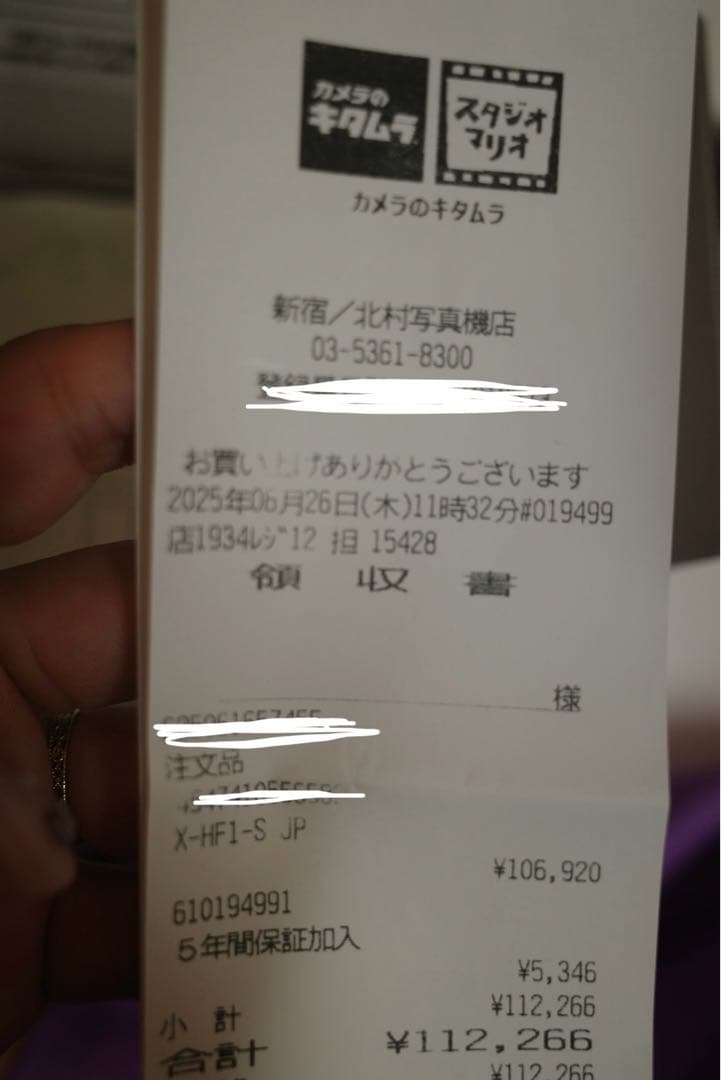 カメラの
キタムラ
スタジオ
マリオ
カメラのキタムラ
新宿／北村写真機店
03-5361-8300
お買い上げありがとうございます
2025年06月26日(木)11時32分#019499
店1934ﾚｼﾞ12 担 15428
領 収 書
様
注文品
X-HF1-S JP
¥106,920
610194991
5年間保証加入
¥5,346
小 計 ¥112,266
合計 ¥112,266
¥112,266